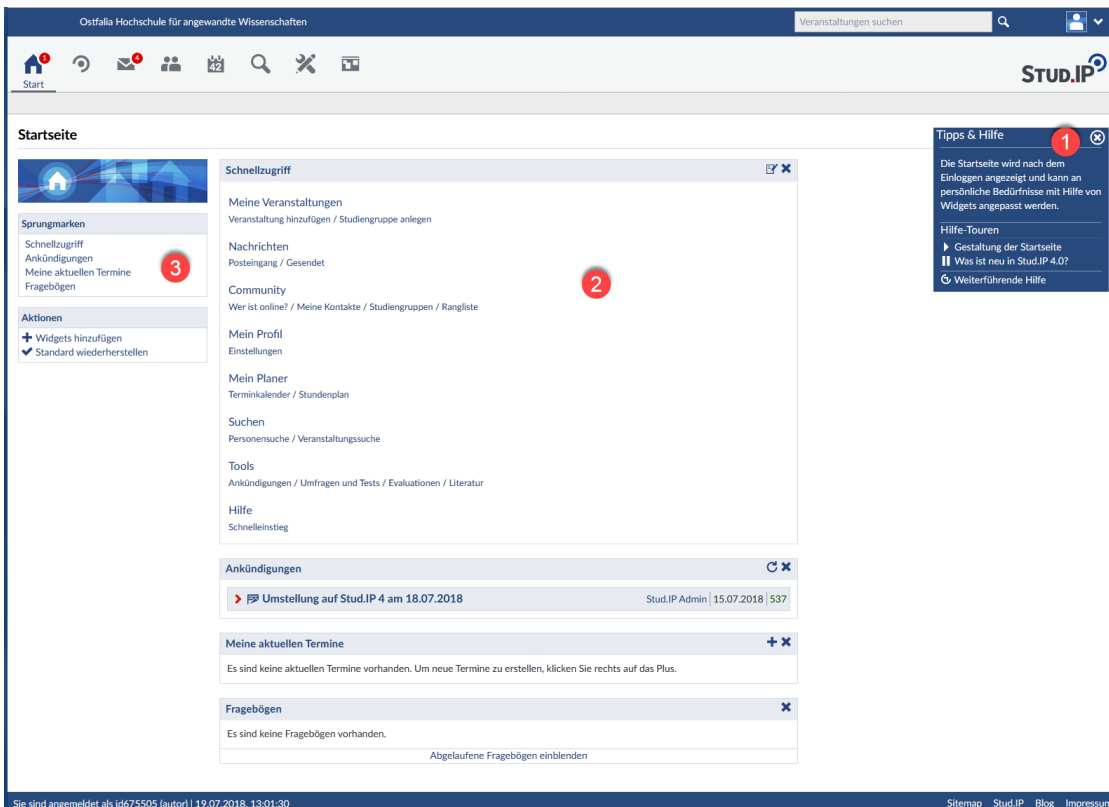 Ostfalia Hochschule für angewandte Wissenschaften
Veranstaltungen suchen
1
4
42
Start
STUD.IP
Startseite
Tipps & Hilfe
1
Die Startseite wird nach dem
Einloggen angezeigt und kann an
persönliche Bedürfnisse mit Hilfe von
Widgets angepasst werden.
Hilfe-Touren
Gestaltung der Startseite
Was ist neu in Stud.IP 4.0?
Weiterführende Hilfe
Sprungmarken
Schnellzugriff
Ankündigungen
Meine aktuellen Termine
Fragebögen
3
Aktionen
Widgets hinzufügen
Standard wiederherstellen
Schnellzugriff
Meine Veranstaltungen
Veranstaltung hinzufügen / Studiengruppe anlegen
Nachrichten
Posteingang / Gesendet
2
Community
Wer ist online? / Meine Kontakte / Studiengruppen / Rangliste
Mein Profil
Einstellungen
Mein Planer
Terminkalender / Stundenplan
Suchen
Personensuche / Veranstaltungssuche
Tools
Ankündigungen / Umfragen und Tests / Evaluationen / Literatur
Hilfe
Schnelleinstieg
Ankündigungen
Umstellung auf Stud.IP 4 am 18.07.2018 Stud.IP Admin | 15.07.2018 | 537
Meine aktuellen Termine
Es sind keine aktuellen Termine vorhanden. Um neue Termine zu erstellen, klicken Sie rechts auf das Plus.
Fragebögen
Es sind keine Fragebögen vorhanden.
Abgelaufene Fragebögen einblenden
Sie sind angemeldet als id675505 (autor) | 19.07.2018, 13:01:30
Sitemap Stud.IP Blog Impressum